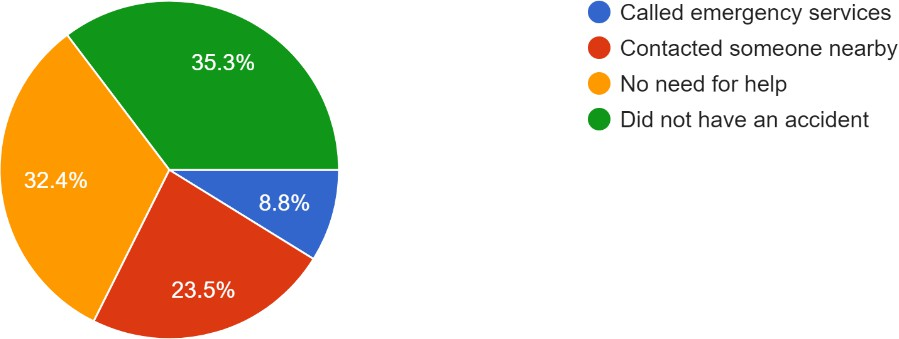 35.3%
32.4%
8.8%
23.5%
Called emergency services
Contacted someone nearby
No need for help
Did not have an accident